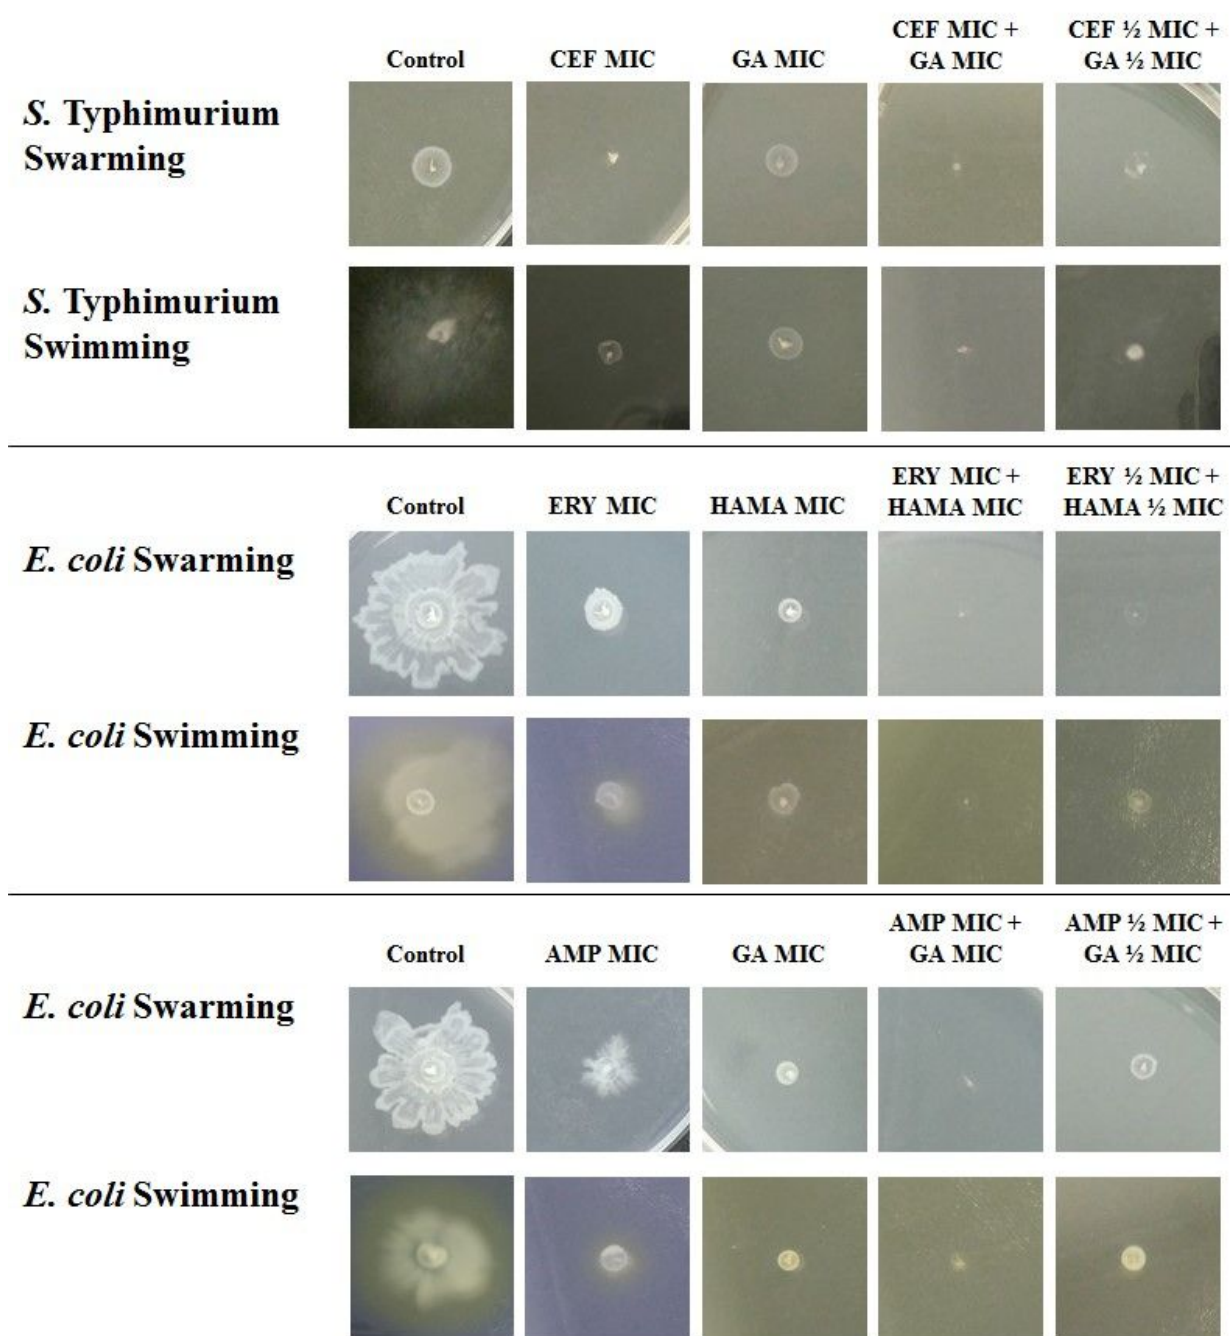 Control CEF MIC GA MIC CEF MIC + CEF ½ MIC +
GA MIC GA ½ MIC
S. Typhimurium
Swarming
S. Typhimurium
Swimming
Control ERY MIC HAMA MIC ERY MIC + ERY ½ MIC +
HAMA MIC HAMA ½ MIC
E. coli Swarming
E. coli Swimming
Control AMP MIC GA MIC AMP MIC + AMP ½ MIC +
GA MIC GA ½ MIC
E. coli Swarming
E. coli Swimming